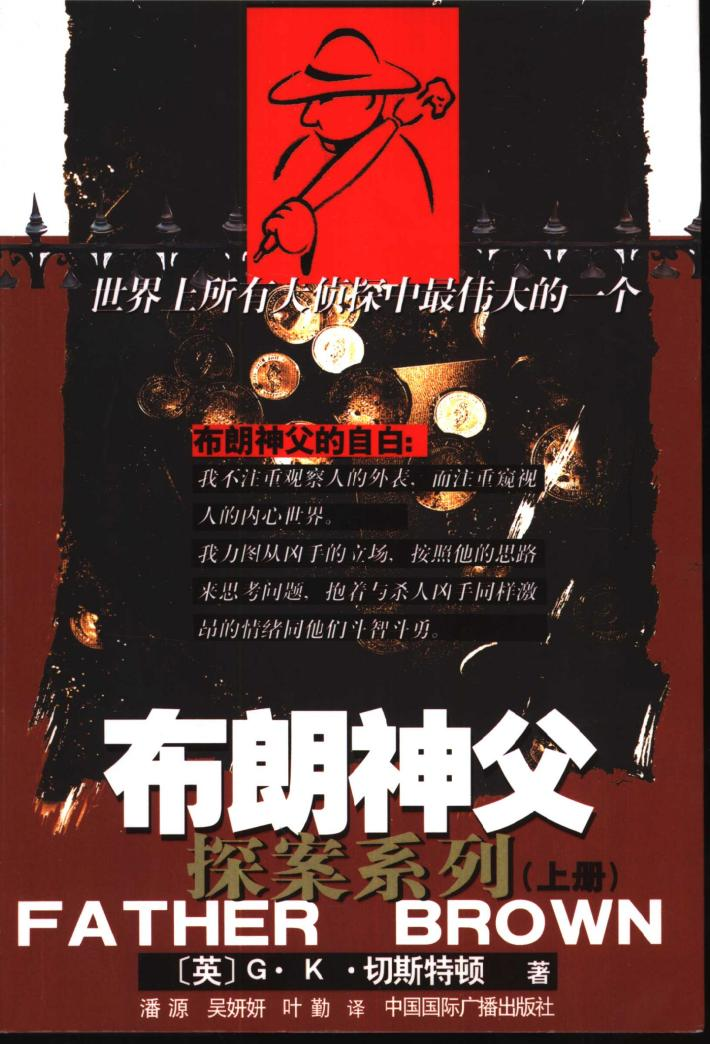 世界上所有大侦探中最伟大的一个
布朗神父的自白:
我不注重观察人的外表，而注重窥视
人的内心世界。
我力图从凶手的立场，按照他的思路
来思考问题，抱着与杀人凶手同样激
昂的情绪同他们斗智斗勇。
布朗神父
探案系列(上册)
FATHER BROWN
〔英〕G·K·切斯特顿 著
潘源 吴妍妍 叶勤 译 中国国际广播出版社